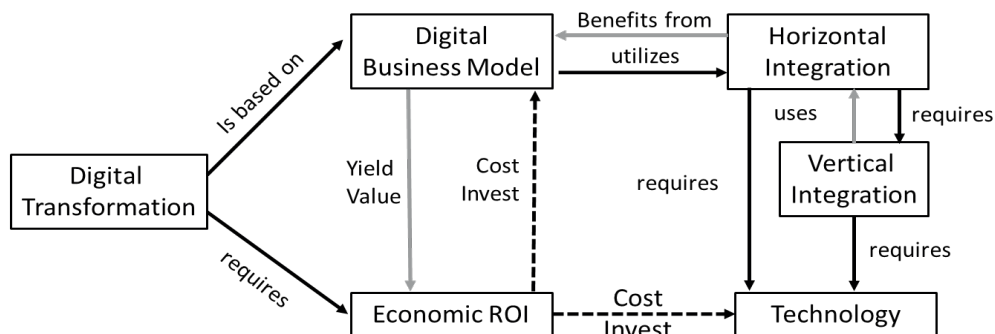 Digital
Business Model
Benefits from
utilizes
Horizontal
Integration
Is based on
uses
requires
Digital
Transformation
Yield
Value
Cost
Invest
requires
Vertical
Integration
requires
requires
Economic ROI
Cost
Invest
Technology